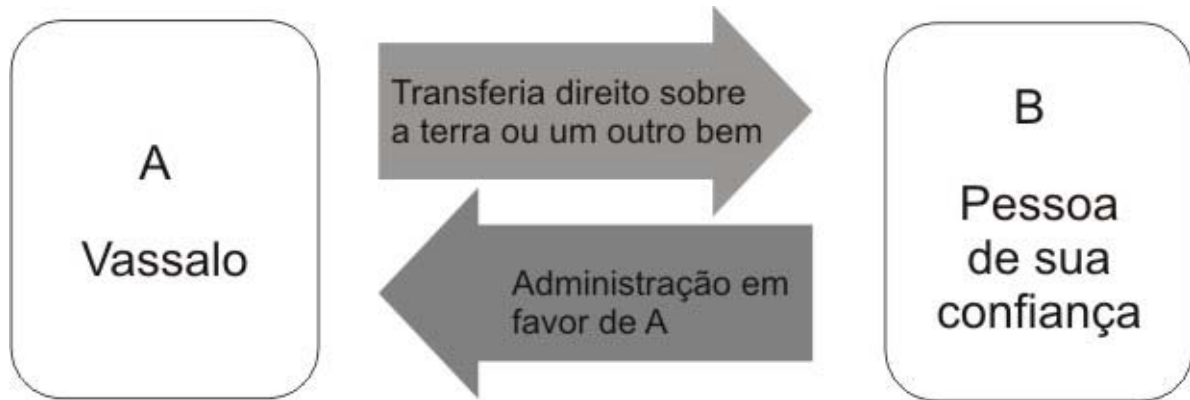 A
Vassalo
Transferia direito sobre
a terra ou um outro bem
Administração em
favor de A
B
Pessoa
de sua
confiança